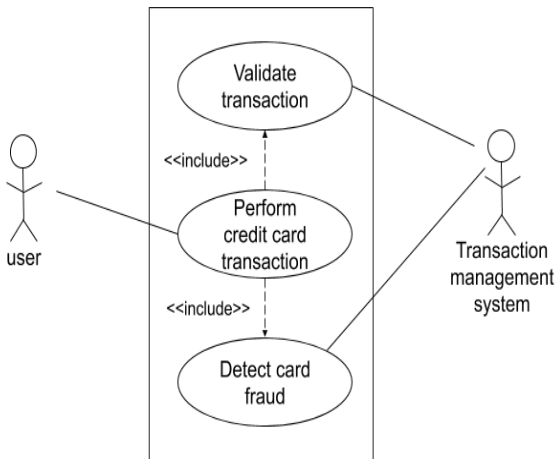 Validate
transaction
<<include>>
Perform
credit card
transaction
user
Transaction
management
system
<<include>>
Detect card
fraud